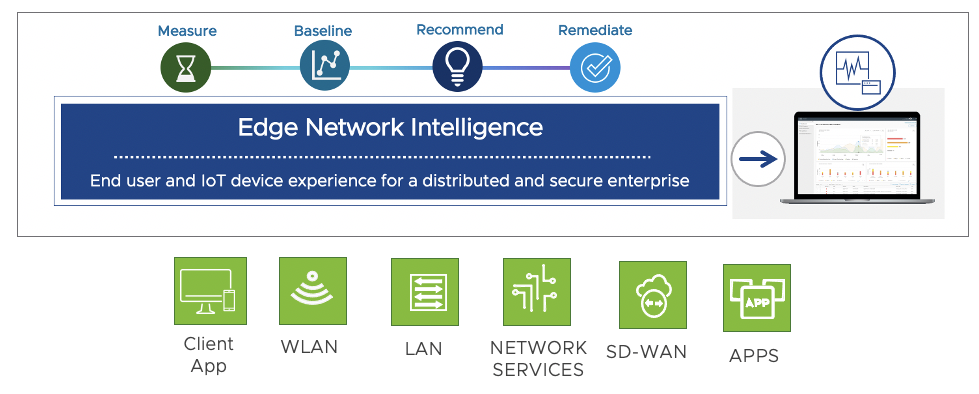 Measure
Baseline
Recommend
Remediate
Edge Network Intelligence
End user and IoT device experience for a distributed and secure enterprise
Client
App
WLAN
LAN
NETWORK
SERVICES
SD-WAN
APP
APPS